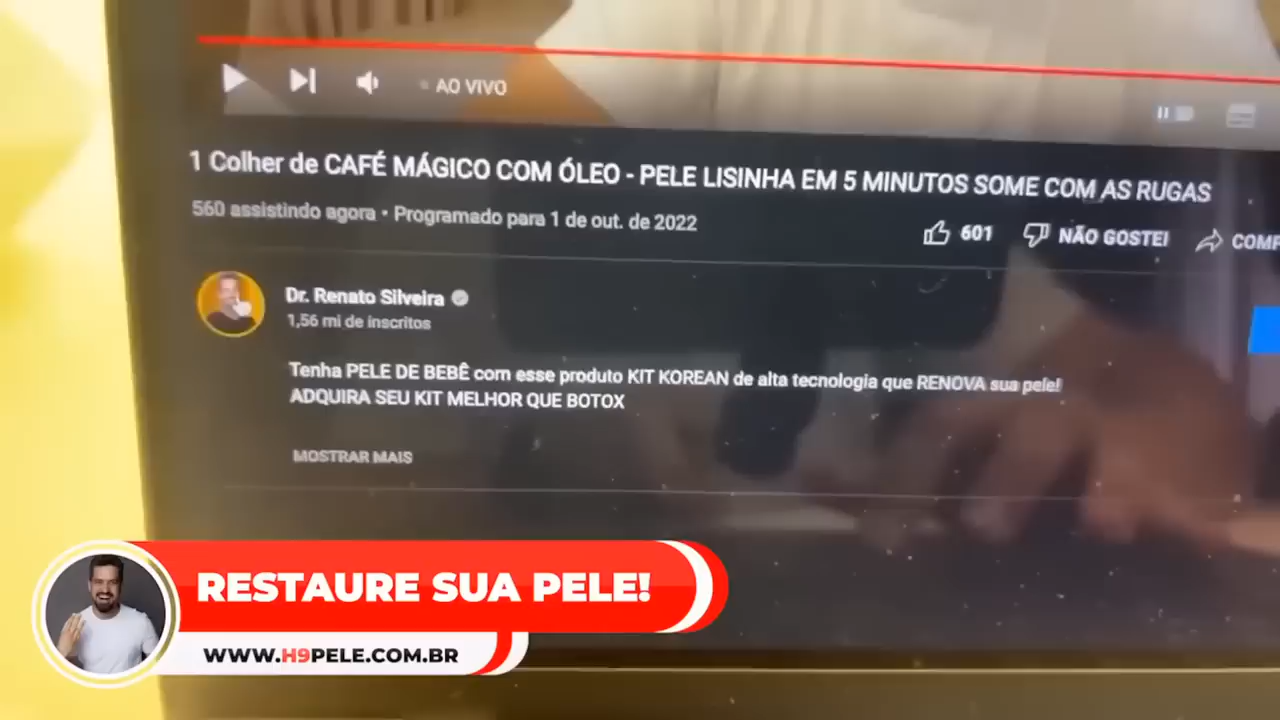 AO VIVO
1 Colher de CAFÉ MÁGICO COM ÓLEO - PELE LISINHA EM 5 MINUTOS SOME COM AS RUGAS
560 assistindo agora • Programado para 1 de out. de 2022
601 NÃO GOSTEI COMP
Dr. Renato Silveira
1,56 mi de inscritos
Tenha PELE DE BEBÊ com esse produto KIT KOREAN de alta tecnologia que RENOVA sua pele!
ADQUIRA SEU KIT MELHOR QUE BOTOX
MOSTRAR MAIS
RESTAURE SUA PELE!
WWW.H9PELE.COM.BR